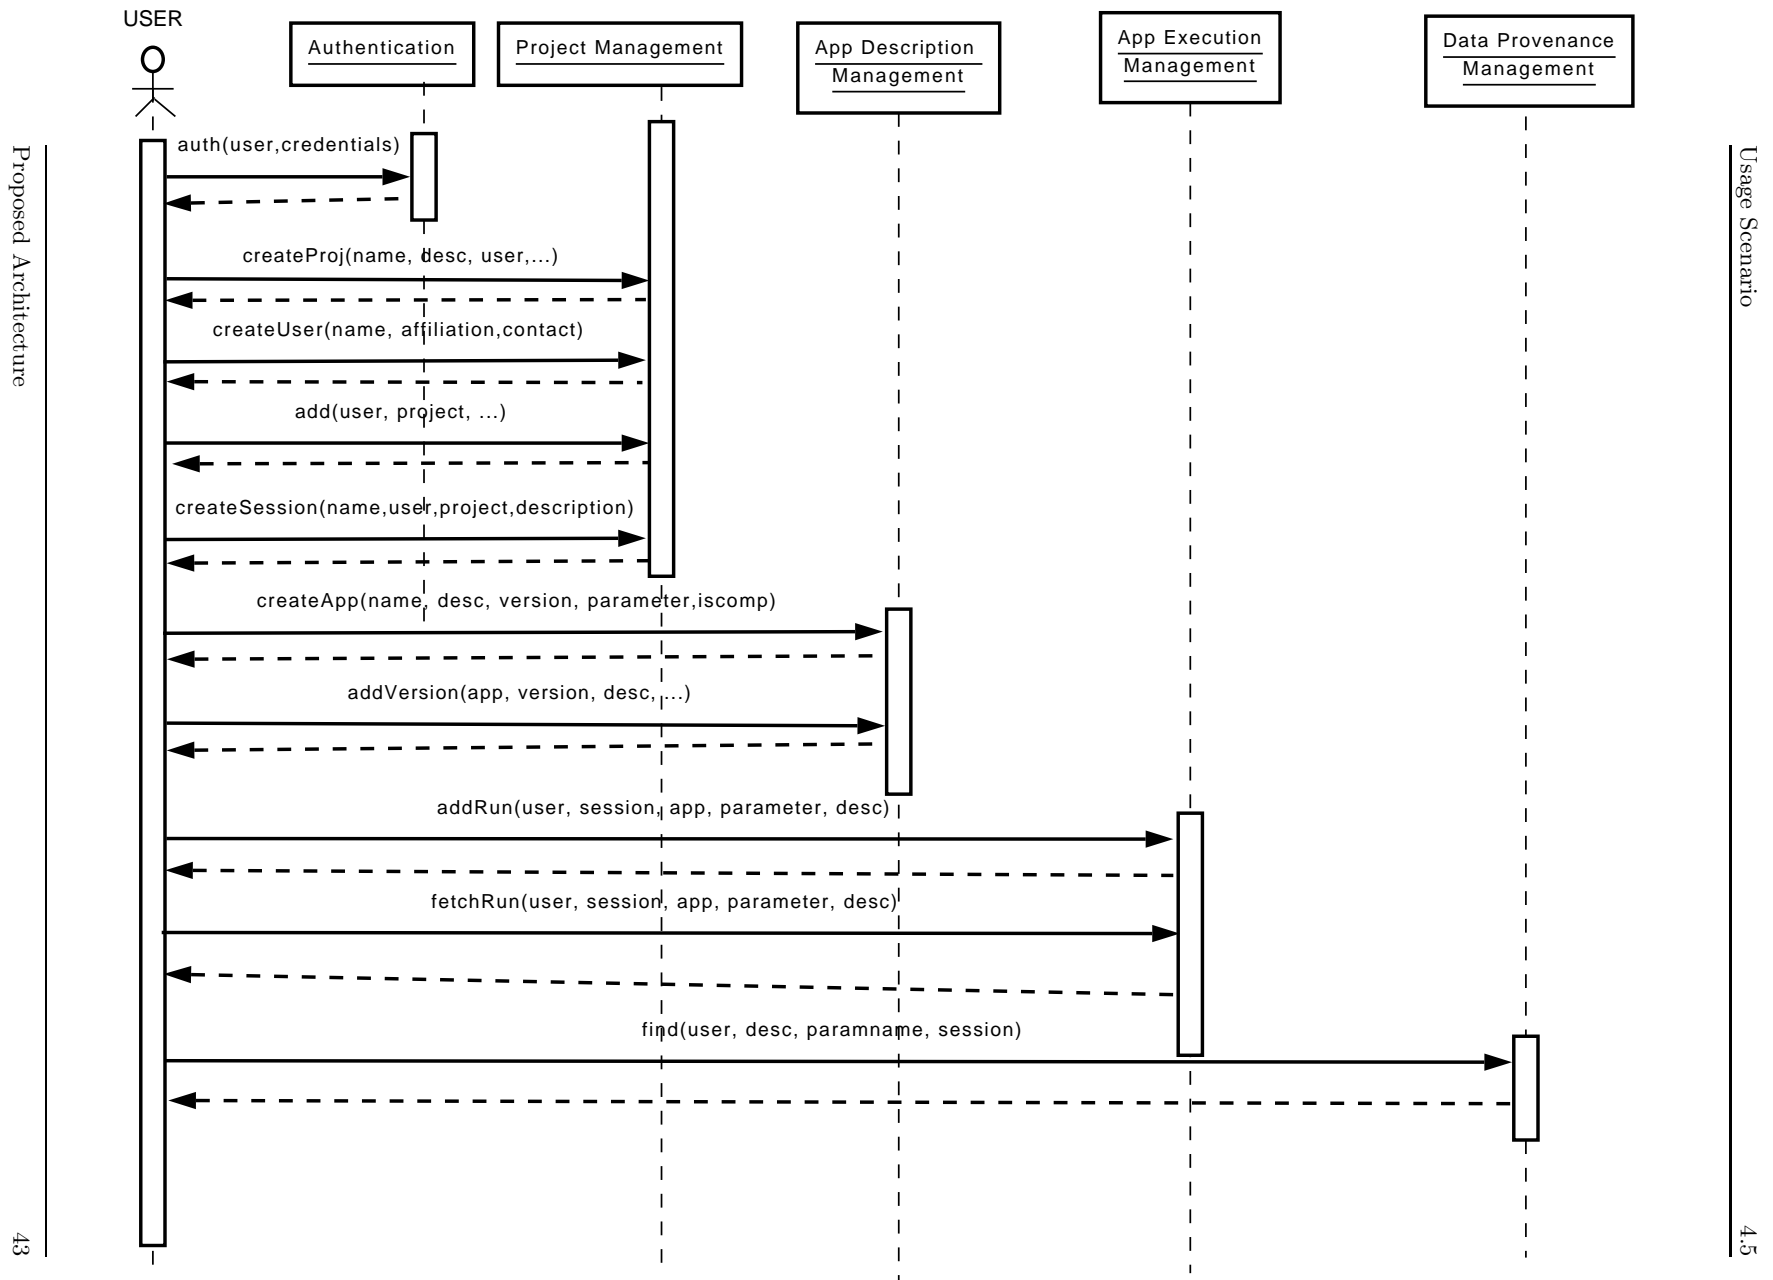 USER
Authentication
Project Management
App Description
Management
App Execution
Management
Data Provenance
Management
auth(user,credentials)
createProj(name, desc, user,...)
createUser(name, affiliation,contact)
add(user, project, ...)
createSession(name,user,project,description)
createApp(name, desc, version, parameter,iscomp)
addVersion(app, version, desc, ...)
addRun(user, session, app, parameter, desc)
fetchRun(user, session, app, parameter, desc)
find(user, desc, paramname, session)
Usage Scenario
4.5
Proposed Architecture
43